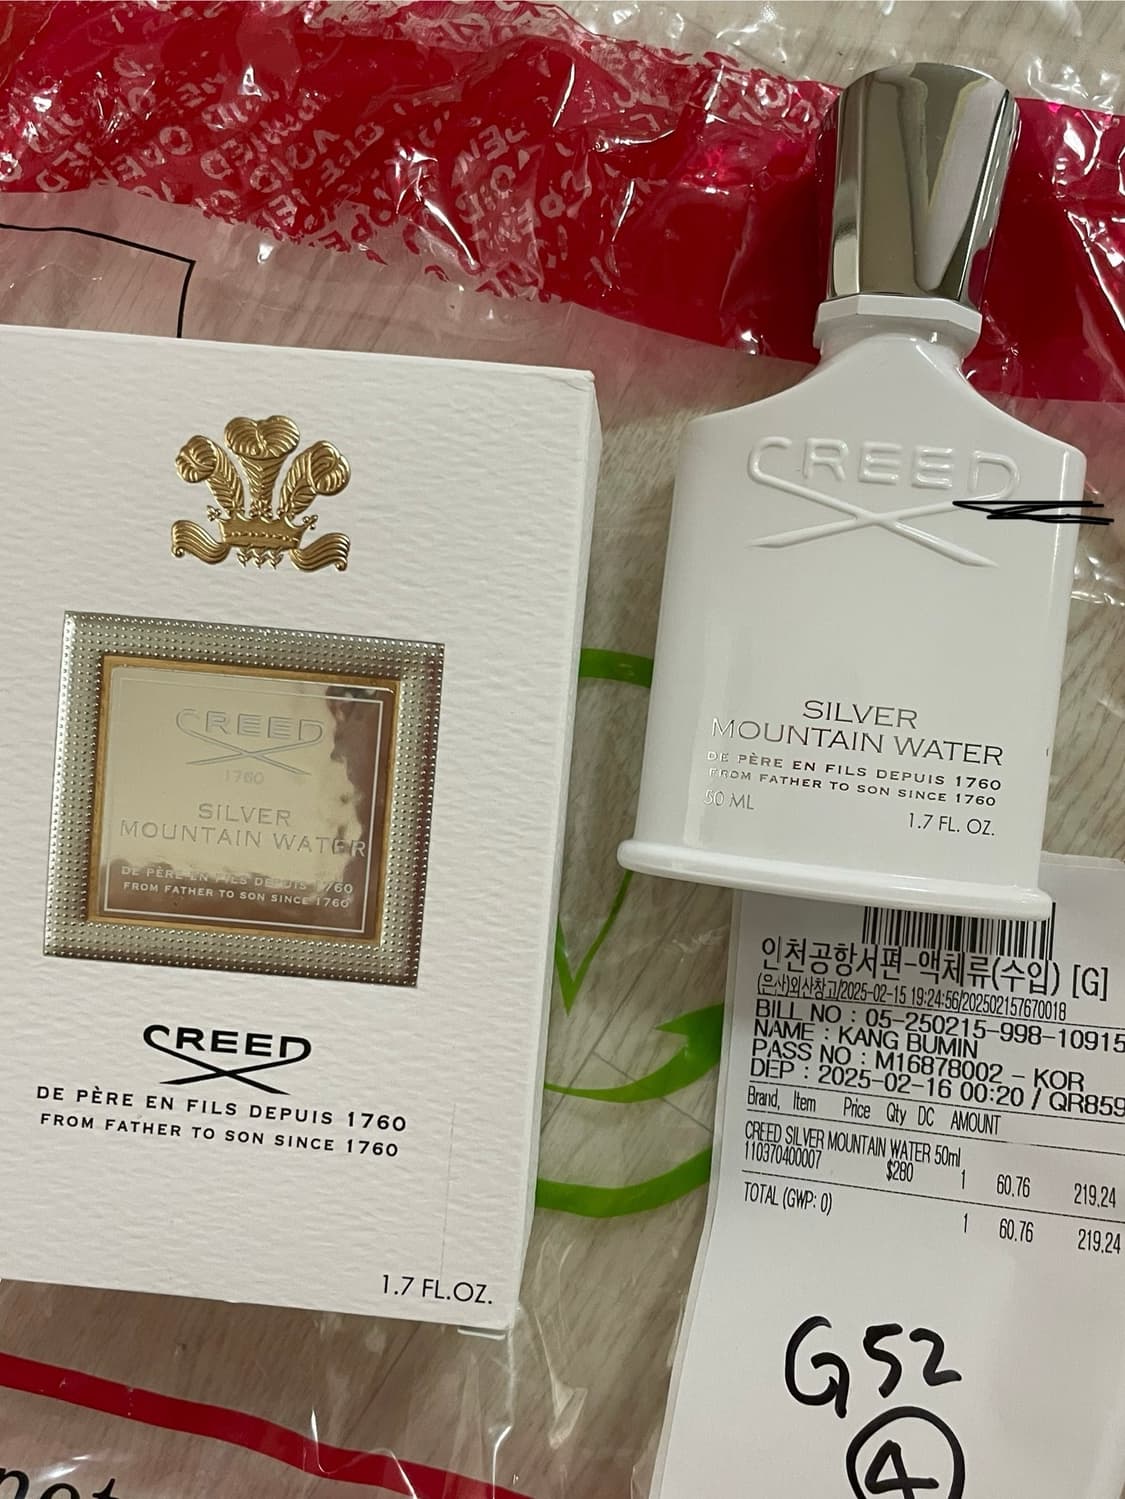 CREED
1760
SILVER
MOUNTAIN WATER
DE PÈRE EN FILS DEPUIS 1760
FROM FATHER TO SON SINCE 1760
CREED
DE PÈRE EN FILS DEPUIS 1760
FROM FATHER TO SON SINCE 1760
1.7 FL.OZ.
CREED
SILVER
MOUNTAIN WATER
DE PÈRE EN FILS DEPUIS 1760
FROM FATHER TO SON SINCE 1760
50 ML
1.7 FL. OZ.
인천공항서편-액체류(수입) [G]
(은산)외산창고/2025-02-15 19:24:56/202502157670018
BILL NO : 05-250215-998-10915
NAME : KANG BUMIN
PASS NO : M16878002 - KOR
DEP : 2025-02-16 00:20 / QR859
Brand, Item Price Qty DC AMOUNT
CREED SILVER MOUNTAIN WATER 50ml
110370400007 $280 1 60.76 219.24
TOTAL (GWP: 0) 1 60.76 219.24
G52
4